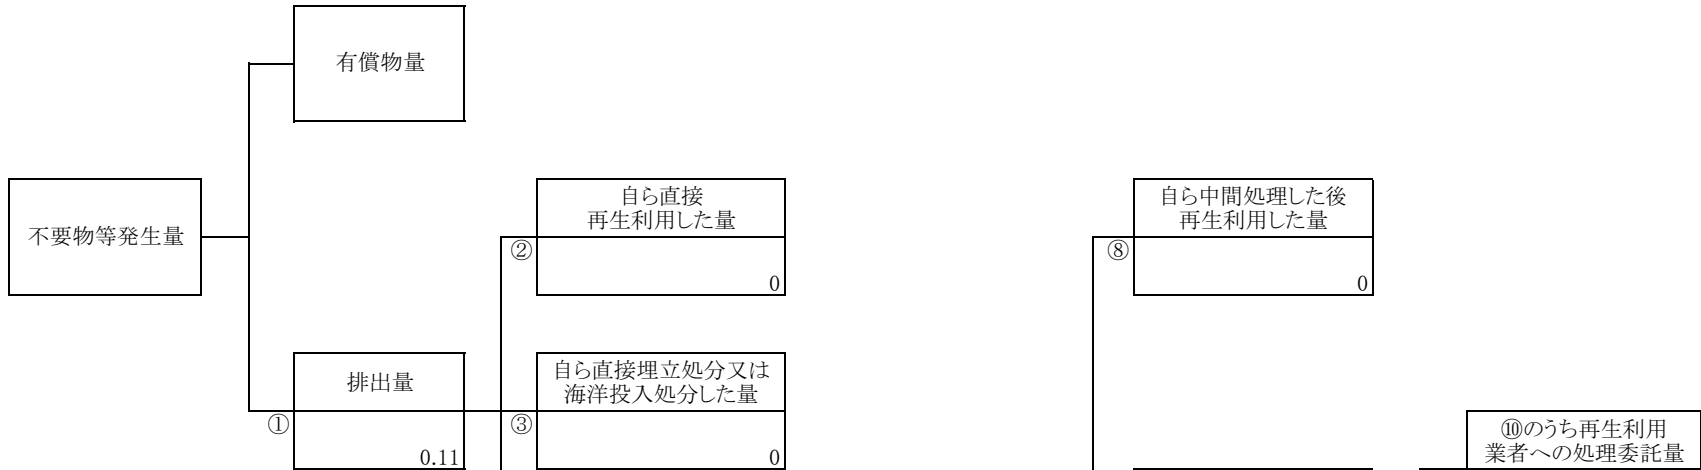 有償物量
不要物等発生量
自ら直接
再生利用した量
②
0
自ら中間処理した後
再生利用した量
⑧
0
排出量
①
0.11
自ら直接埋立処分又は
海洋投入処分した量
③
0
⑩のうち再生利用
業者への処理委託量